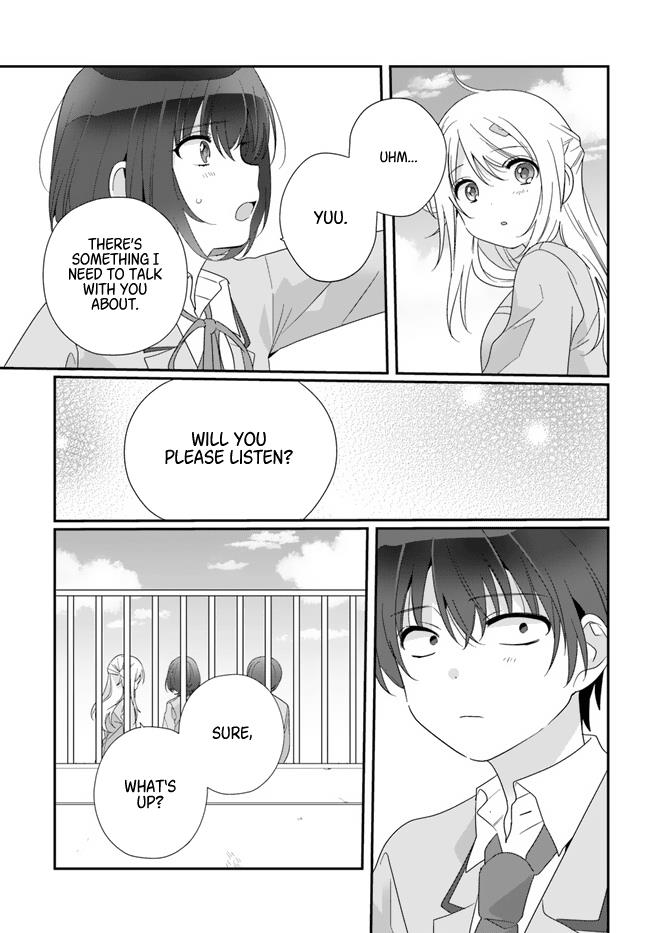 UHM...
YUU.
THERE'S
SOMETHING I
NEED TO TALK
WITH YOU
ABOUT.
WILL YOU
PLEASE LISTEN?
SURE,
WHAT'S
UP?